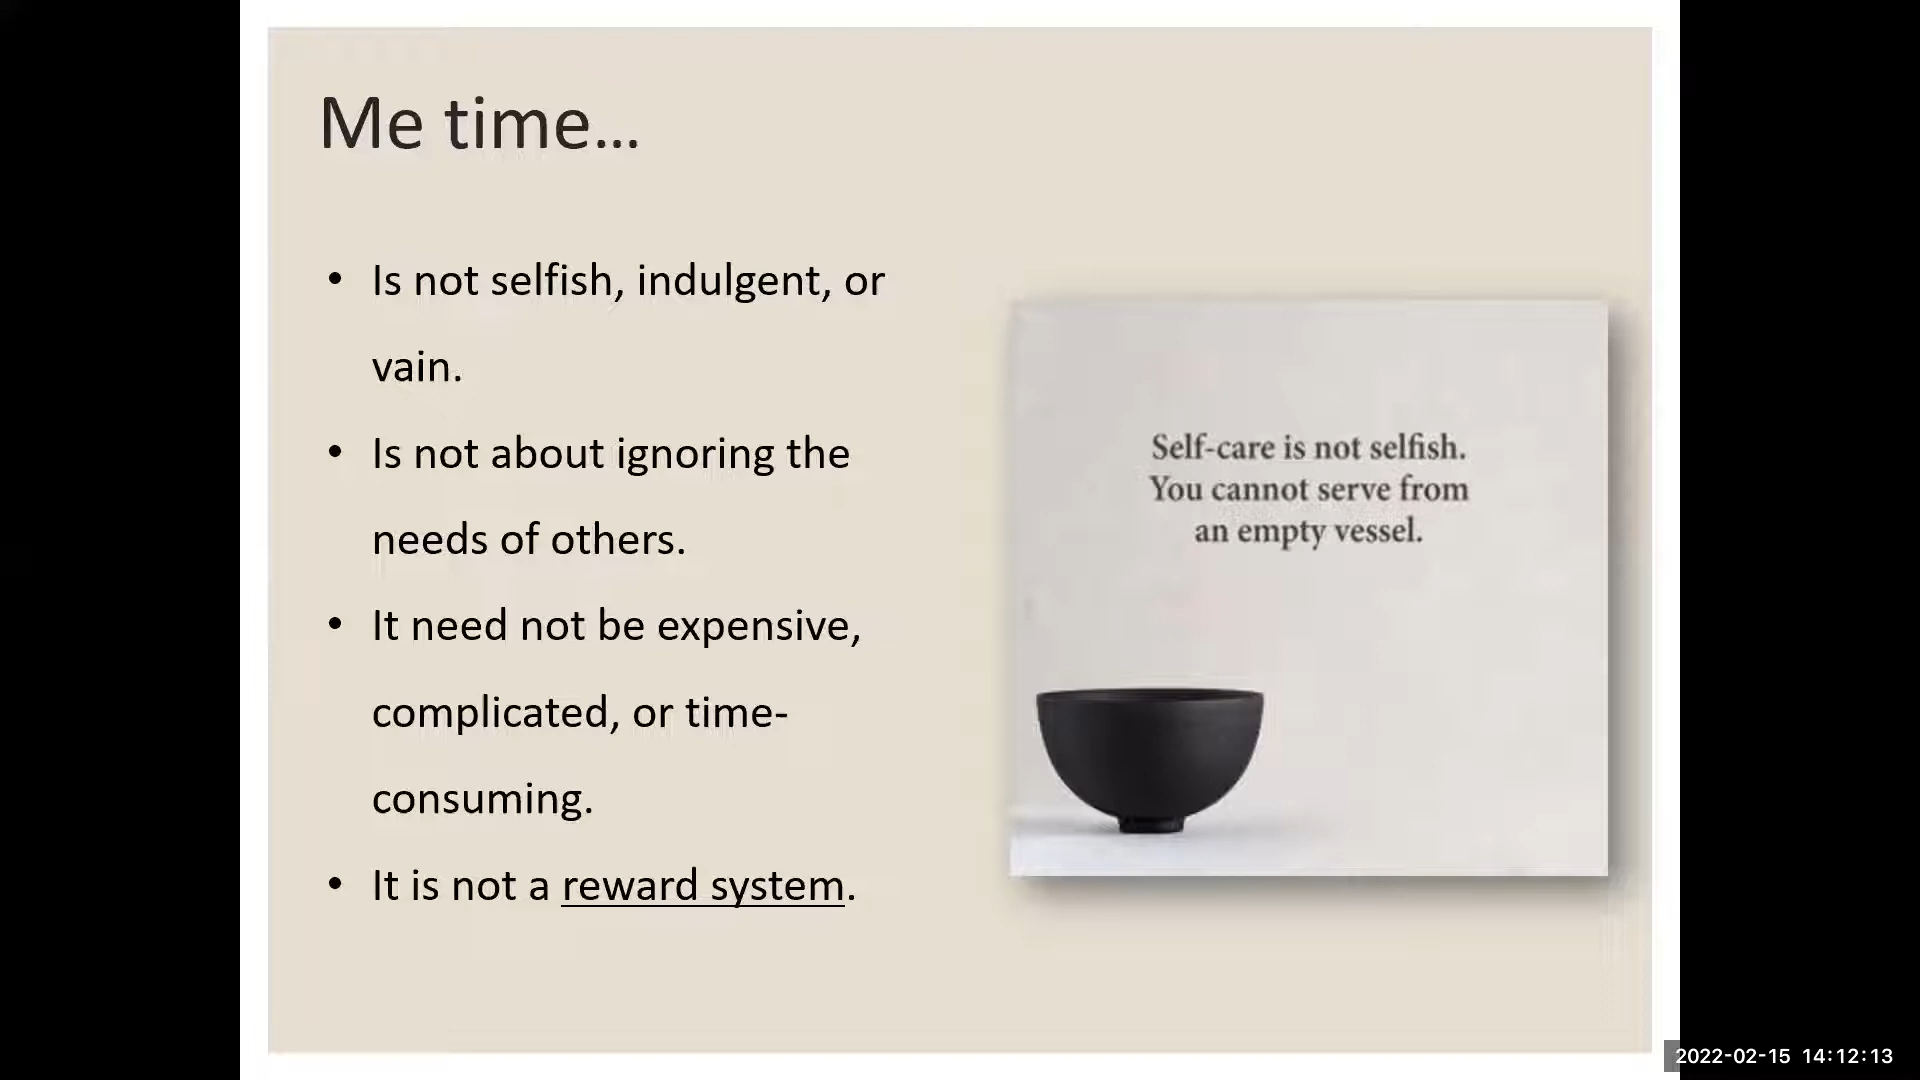 Me time...
• Is not selfish, indulgent, or
vain.
• Is not about ignoring the
needs of others.
• It need not be expensive,
complicated, or time-
consuming.
• It is not a reward system.
Self-care is not selfish.
You cannot serve from
an empty vessel.
2022-02-15 14:12:13